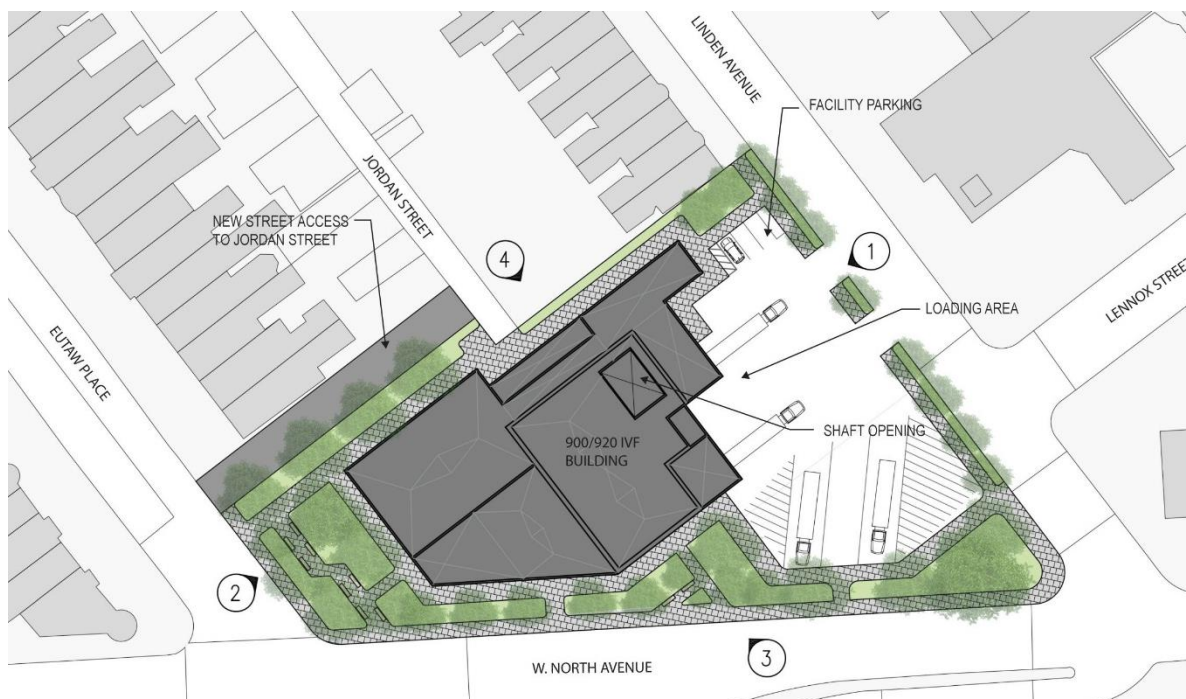 LINDEN AVENUE
FACILITY PARKING
JORDAN STREET
NEW STREET ACCESS
TO JORDAN STREET
4
1
LENNOX STREET
LOADING AREA
EUTAW PLACE
SHAFT OPENING
900/920 IVF
BUILDING
2
3
W. NORTH AVENUE